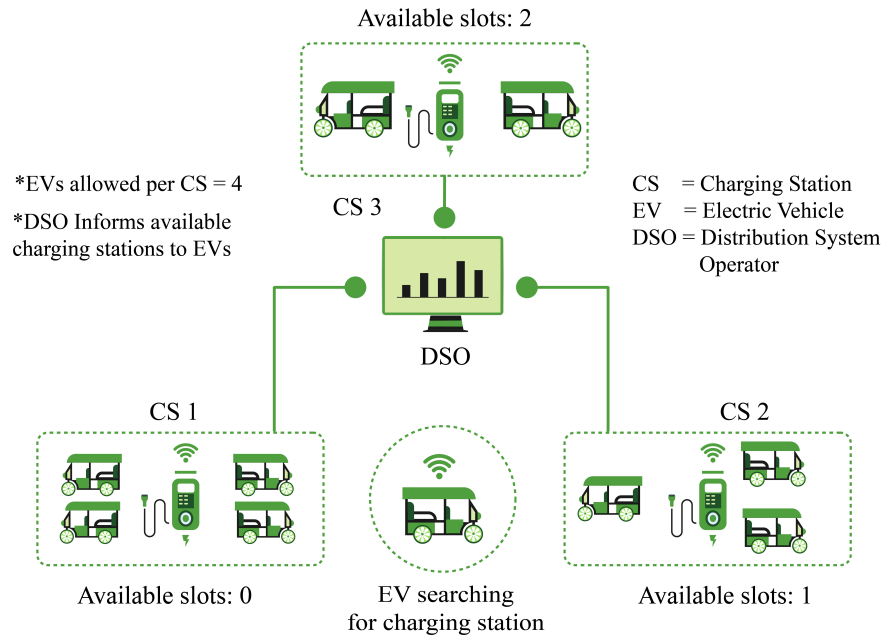 Available slots: 2
*EVs allowed per CS = 4
*DSO Informs available
charging stations to EVs
CS 3
CS = Charging Station
EV = Electric Vehicle
DSO = Distribution System
Operator
DSO
CS 1
CS 2
Available slots: 0
EV searching
for charging station
Available slots: 1